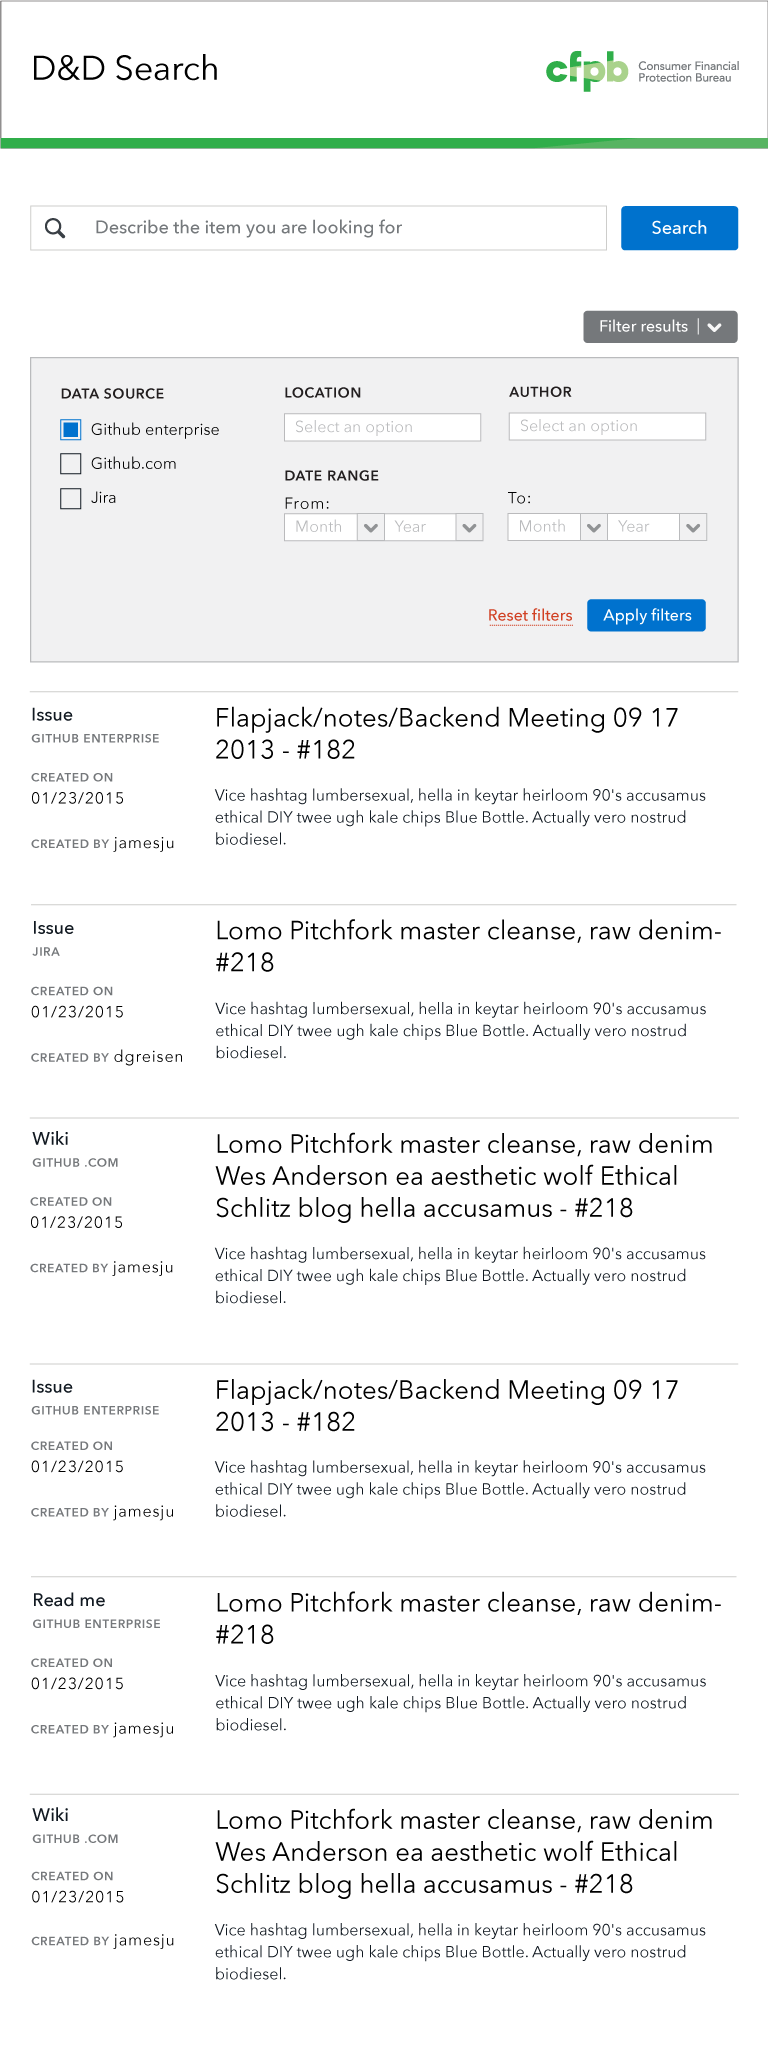 D&D Search
cfpb
Consumer Financial
Protection Bureau
Describe the item you are looking for
Search
Filter results
DATA SOURCE
Github enterprise
Github.com
Jira
LOCATION
Select an option
AUTHOR
Select an option
DATE RANGE
From:
Month
Year
To:
Month
Year
Reset filters
Apply filters
Issue
GITHUB ENTERPRISE
CREATED ON
01/23/2015
CREATED BY jamesju
Flapjack/notes/Backend Meeting 09 17
2013 - #182
Vice hashtag lumbersexual, hella in keytar heirloom 90's accusamus
ethical DIY twee ugh kale chips Blue Bottle. Actually vero nostrud
biodiesel.
Issue
JIRA
CREATED ON
01/23/2015
CREATED BY dgreisen
Lomo Pitchfork master cleanse, raw denim-
#218
Vice hashtag lumbersexual, hella in keytar heirloom 90's accusamus
ethical DIY twee ugh kale chips Blue Bottle. Actually vero nostrud
biodiesel.
Wiki
GITHUB .COM
CREATED ON
01/23/2015
CREATED BY jamesju
Lomo Pitchfork master cleanse, raw denim
Wes Anderson ea aesthetic wolf Ethical
Schlitz blog hella accusamus - #218
Vice hashtag lumbersexual, hella in keytar heirloom 90's accusamus
ethical DIY twee ugh kale chips Blue Bottle. Actually vero nostrud
biodiesel.
Issue
GITHUB ENTERPRISE
CREATED ON
01/23/2015
CREATED BY jamesju
Flapjack/notes/Backend Meeting 09 17
2013 - #182
Vice hashtag lumbersexual, hella in keytar heirloom 90's accusamus
ethical DIY twee ugh kale chips Blue Bottle. Actually vero nostrud
biodiesel.
Read me
GITHUB ENTERPRISE
CREATED ON
01/23/2015
CREATED BY jamesju
Lomo Pitchfork master cleanse, raw denim-
#218
Vice hashtag lumbersexual, hella in keytar heirloom 90's accusamus
ethical DIY twee ugh kale chips Blue Bottle. Actually vero nostrud
biodiesel.
Wiki
GITHUB .COM
CREATED ON
01/23/2015
CREATED BY jamesju
Lomo Pitchfork master cleanse, raw denim
Wes Anderson ea aesthetic wolf Ethical
Schlitz blog hella accusamus - #218
Vice hashtag lumbersexual, hella in keytar heirloom 90's accusamus
ethical DIY twee ugh kale chips Blue Bottle. Actually vero nostrud
biodiesel.